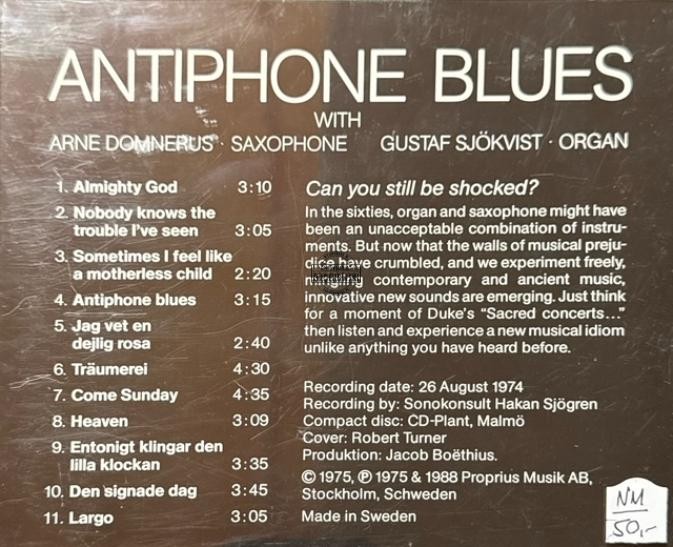 ANTIPHONE BLUES
WITH
ARNE DOMNERUS · SAXOPHONE GUSTAF SJÖKVIST · ORGAN
1. Almighty God 3:10
2. Nobody knows the
trouble I've seen 3:05
3. Sometimes I feel like
a motherless child 2:20
4. Antiphone blues 3:15
5. Jag vet en
dejlig rosa 2:40
6. Träumerei 4:30
7. Come Sunday 4:35
8. Heaven 3:09
9. Entonigt klingar den
lilla klockan 3:35
10. Den signade dag 3:45
11. Largo 3:05
Can you still be shocked?
In the sixties, organ and saxophone might have
been an unacceptable combination of instru-
ments. But now that the walls of musical preju-
dice have crumbled, and we experiment freely,
mingling contemporary and ancient music,
innovative new sounds are emerging. Just think
for a moment of Duke's "Sacred concerts..."
then listen and experience a new musical idiom
unlike anything you have heard before.
Recording date: 26 August 1974
Recording by: Sonokonsult Hakan Sjögren
Compact disc: CD-Plant, Malmö
Cover: Robert Turner
Produktion: Jacob Boëthius.
© 1975, ℗ 1975 & 1988 Proprius Musik AB,
Stockholm, Schweden
Made in Sweden
NM
50,-